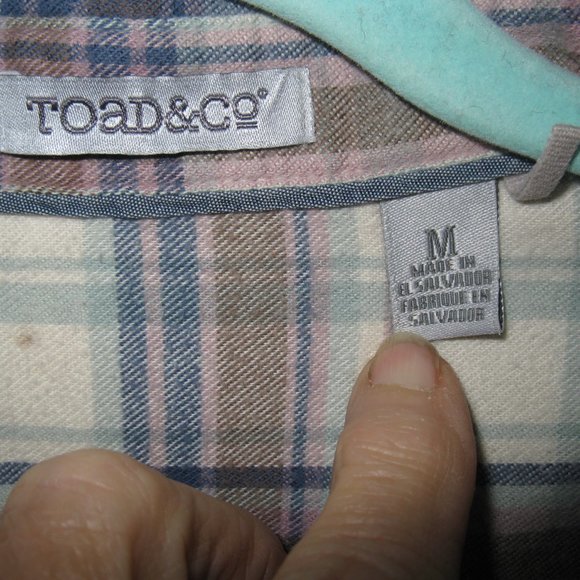 TOAD&CO®
M
MADE IN
EL SALVADOR
FABRIQUE EN
SALVADOR